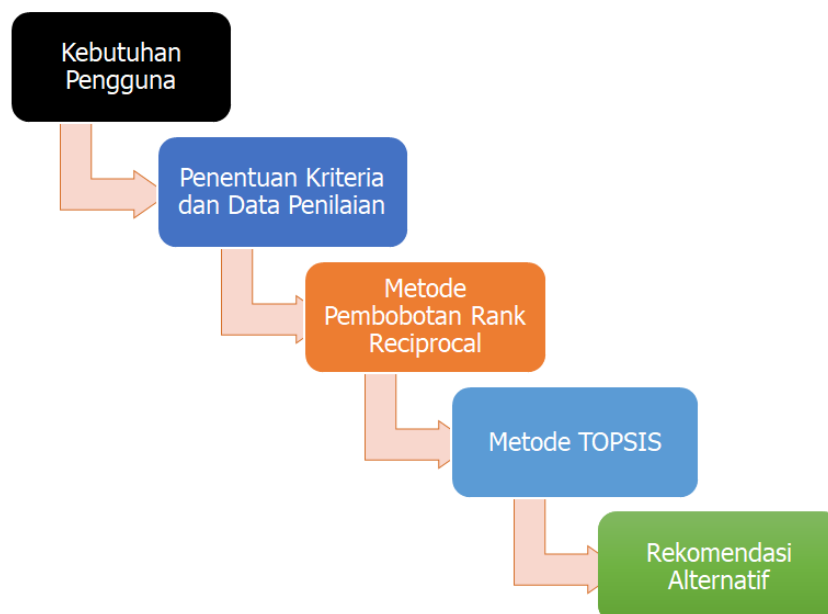 Kebutuhan
Pengguna
Penentuan Kriteria
dan Data Penilaian
Metode
Pembobotan Rank
Reciprocal
Metode TOPSIS
Rekomendasi
Alternatif